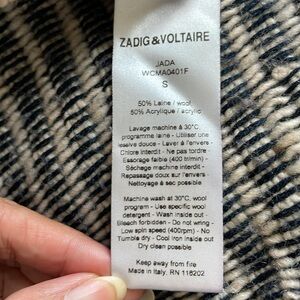 ZADIG & VOLTAIRE
JADA
WCMA0401F
S
50% Laine / wool
50% Acrylique / acrylic
Lavage machine à 30°C
programme laine - Utiliser une
lessive douce - Laver à l'envers -
Chlore interdit - Ne pas tordre
Essorage faible (400 tr/min) -
Séchage machine interdit -
Repassage doux sur l'envers -
Nettoyage à sec possible
Machine wash at 30°C, wool
program - Use specific wool
detergent - Wash inside out -
Bleach forbidden - Do not wring -
Low spin speed (400rpm) - No
Tumble dry - Cool iron inside out
Dry clean possible
Keep away from fire
Made in Italy, RN 116202